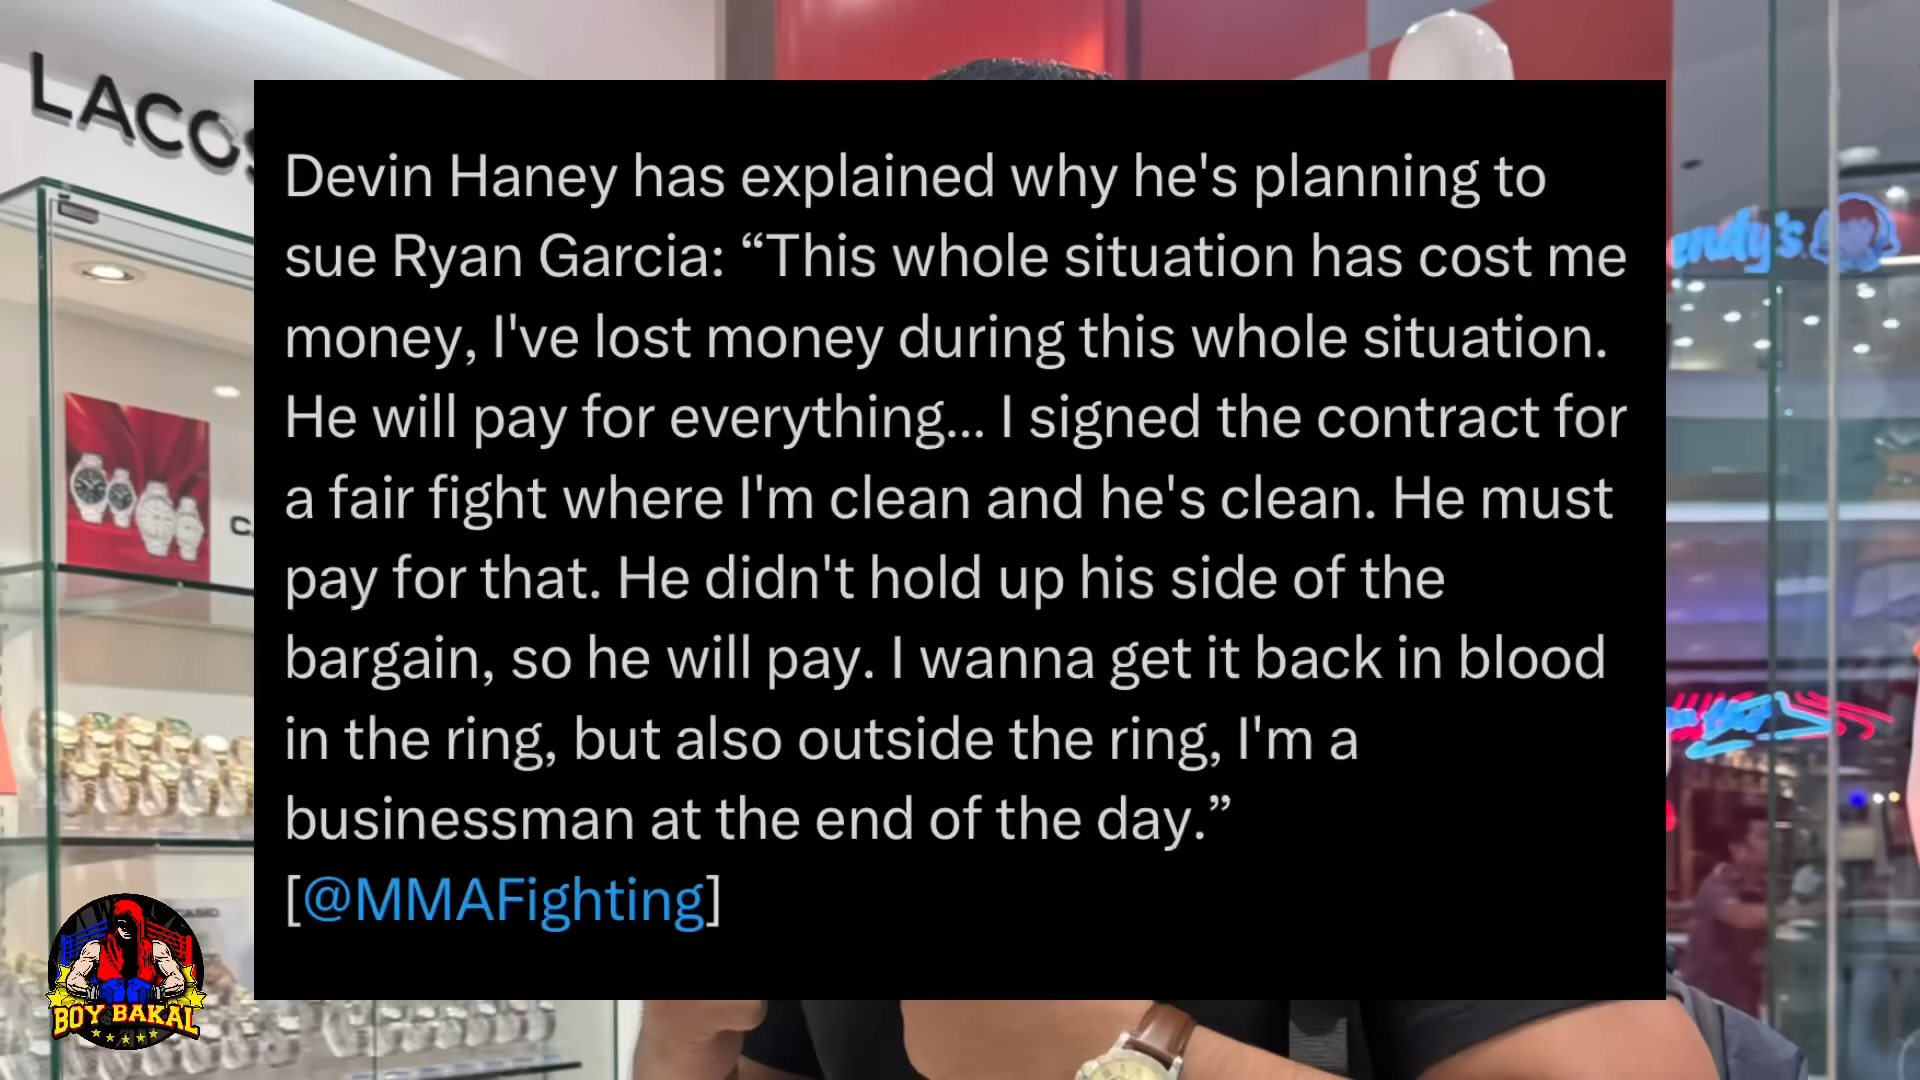 LACOS
Devin Haney has explained why he's planning to
sue Ryan Garcia: “This whole situation has cost me
money, I've lost money during this whole situation.
He will pay for everything... I signed the contract for
a fair fight where I'm clean and he's clean. He must
pay for that. He didn't hold up his side of the
bargain, so he will pay. I wanna get it back in blood
in the ring, but also outside the ring, I'm a
businessman at the end of the day.”
[@MMAFighting]
endy's
CASIO
BOY BAKAL